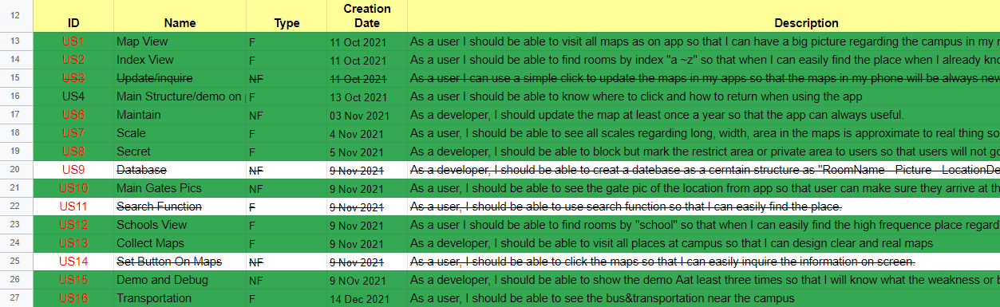 12 ID Name Type Creation Date Description
13 US1 Map View F 11 Oct 2021 As a user I should be able to visit all maps as on app so that I can have a big picture regarding the campus in my
14 US2 Index View F 11 Oct 2021 As a user I should be able to find rooms by index "a ~z" so that when I can easily find the place when I already kno
15 US3 Update/inquire NF 11 Oct 2021 As a user I can use a simple click to update the maps in my apps so that the maps in my phone will be always new
16 US4 Main Structure/demo on F 13 Oct 2021 As a user I should be able to know where to click and how to return when using the app
17 US6 Maintain NF 03 Nov 2021 As a developer, I should update the map at least once a year so that the app can always useful.
18 US7 Scale F 4 Nov 2021 As a user, I should be able to see all scales regarding long, width, area in the maps is approximate to real thing so
19 US8 Secret F 5 Nov 2021 As a developer, I should be able to block but mark the restrict area or private area to users so that users will not go
20 US9 Database NF 9 Nov 2021 As a developer, I should be able to creat a datebase as a cerntain structure as "RoomName - Picture - LocationDe
21 US10 Main Gates Pics NF 9 Nov 2021 As a user, I should be able to see the gate pic of the location from app so that user can make sure they arrive at th
22 US11 Search Function F 9 Nov 2021 As a user, I should be able to use search function so that I can easily find the place.
23 US12 Schools View F 9 Nov 2021 As a user I should be able to find rooms by "school" so that when I can easily find the high frequence place regard
24 US13 Collect Maps F 9 Nov 2021 As a developer, I should be able to visit all places at campus so that I can design clear and real maps
25 US14 Set Button On Maps NF 9 Nov 2021 As a user, I should be able to click the maps so that I can easily inquire the information on screen.
26 US15 Demo and Debug NF 9 NOv 2021 As a developer, I should be able to show the demo Aat least three times so that I will know what the weakness or b
27 US16 Transportation F 14 Dec 2021 As a user, I should be able to see the bus&transportation near the campus